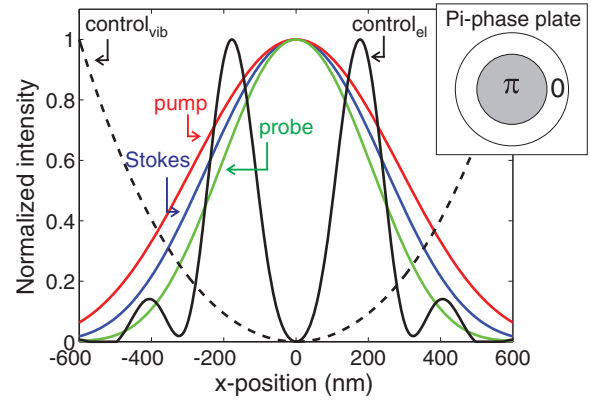 control_vib
control_el
Pi-phase plate
π
0
pump
probe
Stokes
Normalized intensity
1
0.8
0.6
0.4
0.2
0
-600 -400 -200 0 200 400 600
x-position (nm)